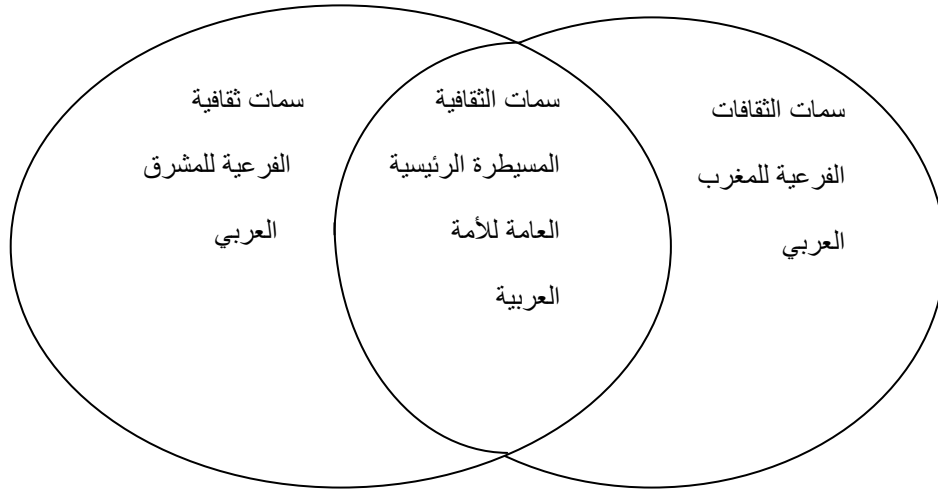 سمات الثقافات
الفرعية للمغرب
العربي
سمات الثقافية
المسيطرة الرئيسية
العامة للأمة
العربية
سمات ثقافية
الفرعية للمشرق
العربي